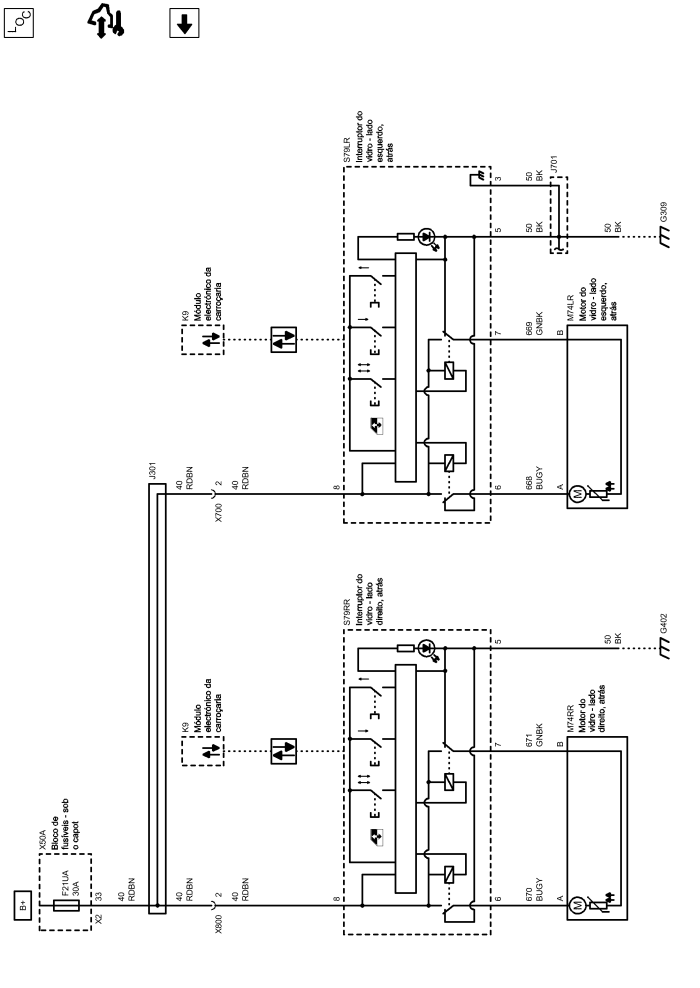 LOC
B+
X50A
Bloco de
fusíveis - sob
o capot
F21UA
30A
X2
33
40
RDBN
J301
40
RDBN
X800
2
40
RDBN
40
RDBN
X700
2
40
RDBN
K9
Módulo
electrónico da
carroçaria
K9
Módulo
electrónico da
carroçaria
8
S79RR
Interruptor do
vidro - lado
direito, atrás
8
S79LR
Interruptor do
vidro - lado
esquerdo,
atrás
6
7
5
6
7
5
3
670
BUGY
671
GNBK
668
BUGY
669
GNBK
50
BK
50
BK
J701
A
B
M74RR
Motor do
vidro - lado
direito, atrás
M
A
B
M74LR
Motor do
vidro - lado
esquerdo,
atrás
M
50
BK
G402
50
BK
G309